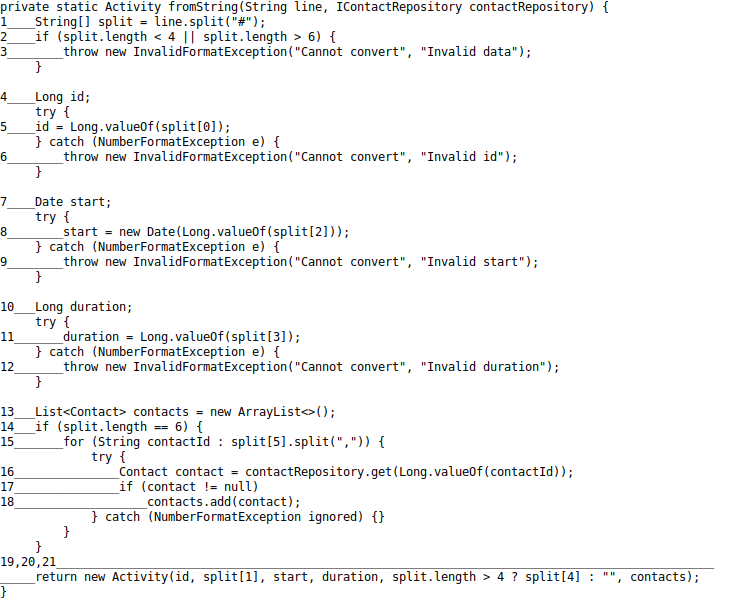 private static Activity fromString(String line, IContactRepository contactRepository) {
1____String[] split = line.split("#");
2____if (split.length < 4 || split.length > 6) {
3________throw new InvalidFormatException("Cannot convert", "Invalid data");
     }

4____Long id;
     try {
5____id = Long.valueOf(split[0]);
     } catch (NumberFormatException e) {
6________throw new InvalidFormatException("Cannot convert", "Invalid id");
     }

7____Date start;
     try {
8________start = new Date(Long.valueOf(split[2]));
     } catch (NumberFormatException e) {
9________throw new InvalidFormatException("Cannot convert", "Invalid start");
     }

10___Long duration;
     try {
11_______duration = Long.valueOf(split[3]);
     } catch (NumberFormatException e) {
12_______throw new InvalidFormatException("Cannot convert", "Invalid duration");
     }

13___List<Contact> contacts = new ArrayList<>();
14___if (split.length == 6) {
15_______for (String contactId : split[5].split(",")) {
             try {
16_______________Contact contact = contactRepository.get(Long.valueOf(contactId));
17_______________if (contact != null)
18___________________contacts.add(contact);
             } catch (NumberFormatException ignored) {}
         }
     }
19,20,21______________________________________________________________________________________________
_____return new Activity(id, split[1], start, duration, split.length > 4 ? split[4] : "", contacts);
}